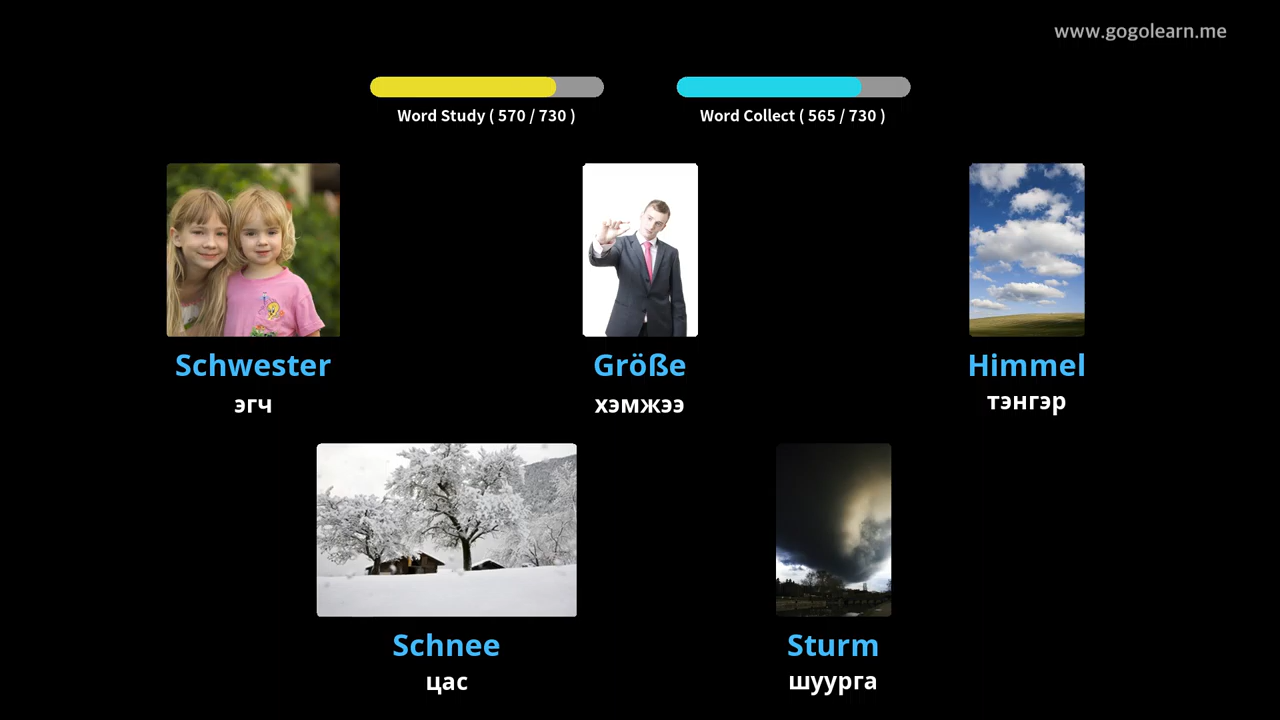 www.gogolearn.me
Word Study ( 570 / 730 )
Word Collect ( 565 / 730 )
Schwester
эгч
Größe
хэмжээ
Himmel
тэнгэр
Schnee
цас
Sturm
шуурга